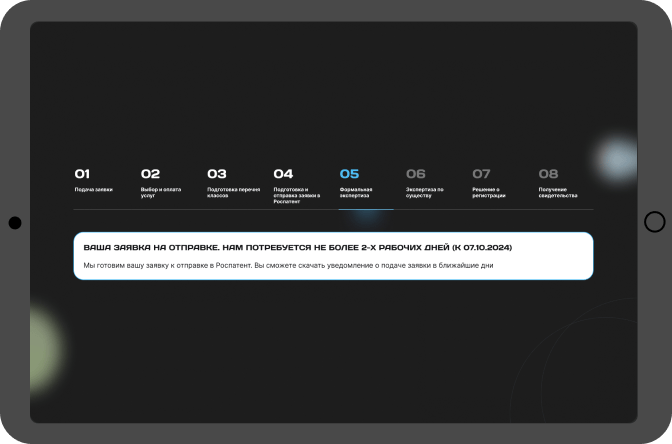 01
Подача заявки
02
Выбор и оплата
услуг
03
Подготовка перечня
классов
04
Подготовка и
отправка заявки в
Роспатент
05
Формальная
экспертиза
06
Экспертиза по
существу
07
Решение о
регистрации
08
Получение
свидетельства
ВАША ЗАЯВКА НА ОТПРАВКЕ. НАМ ПОТРЕБУЕТСЯ НЕ БОЛЕЕ 2-Х РАБОЧИХ ДНЕЙ (К 07.10.2024)
Мы готовим вашу заявку к отправке в Роспатент. Вы сможете скачать уведомление о подаче заявки в ближайшие дни